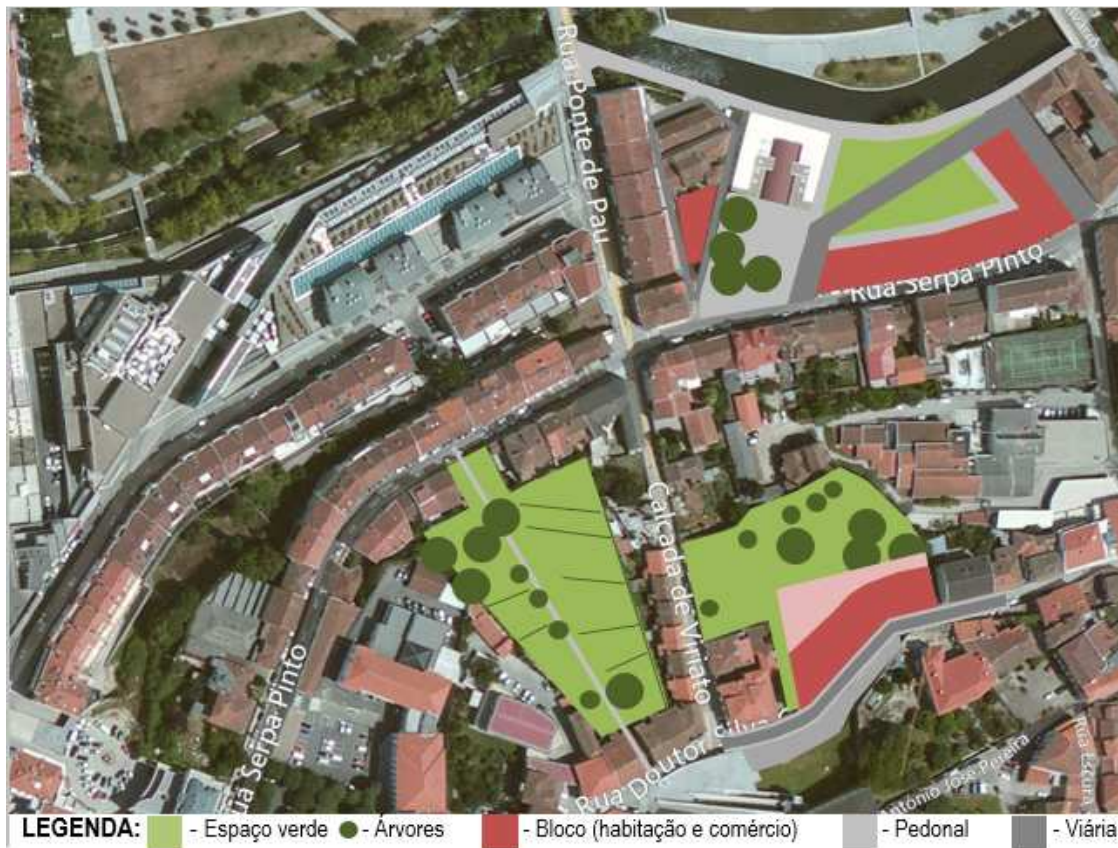 Rua Ponte de Pau
Rua Serpa Pinto
Calçada de Viriato
Rua Serpa Pinto
Rua Doutor Silva
António José Pereira
Rua
LEGENDA: - Espaço verde - Árvores - Bloco (habitação e comércio) - Pedonal - Viária